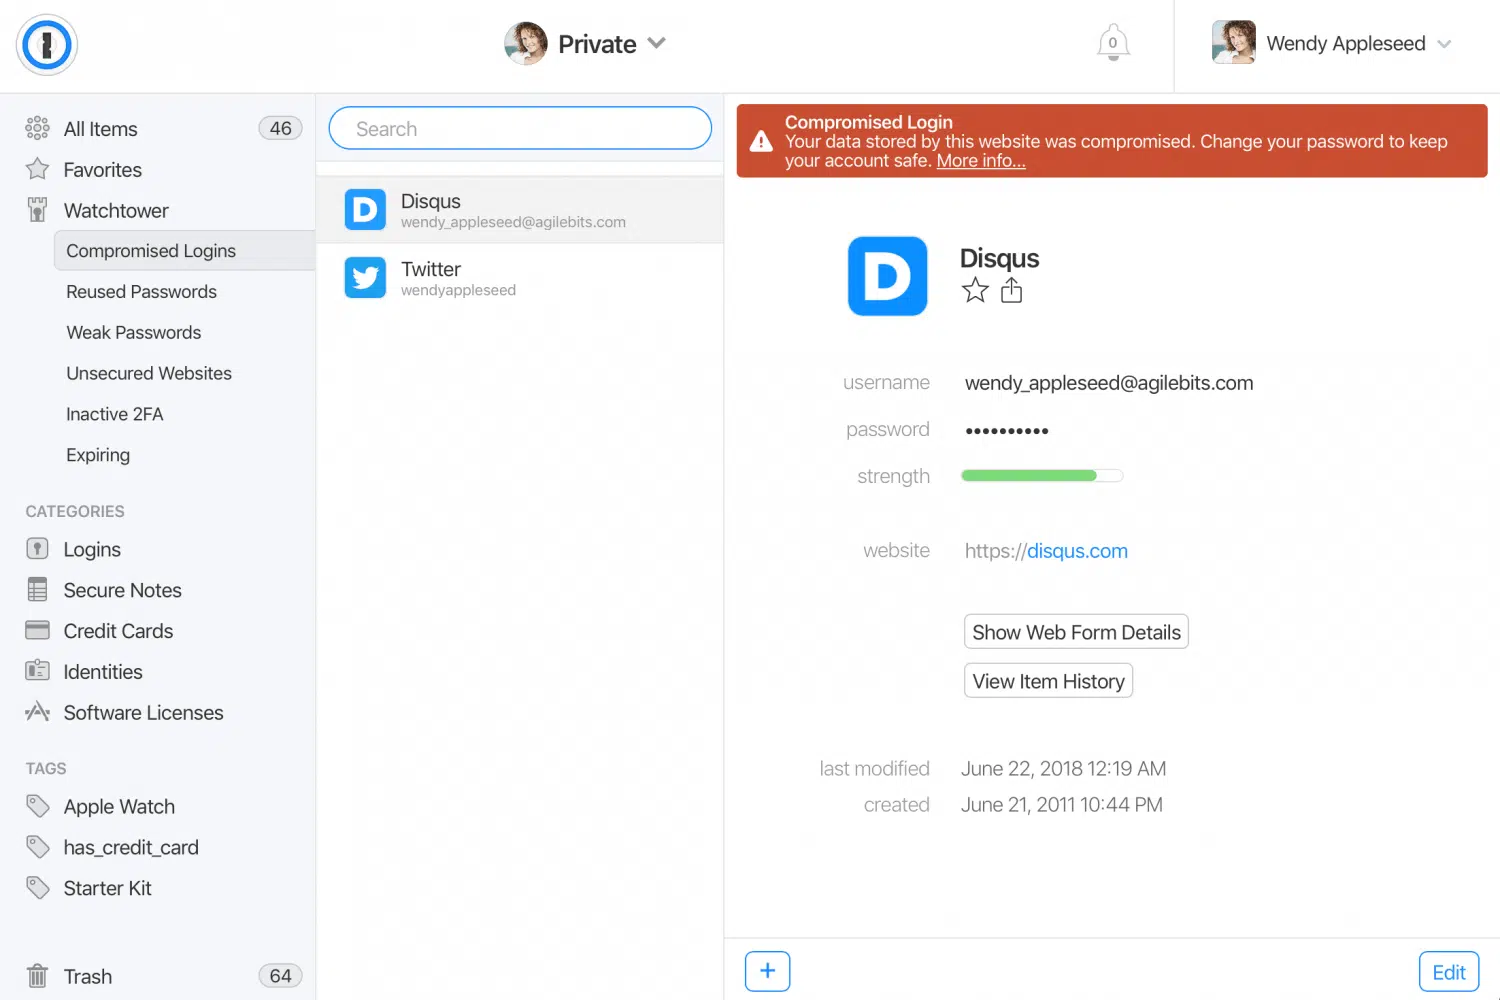 Private
0
Wendy Appleseed
All Items 46
Favorites
Watchtower
Compromised Logins
Reused Passwords
Weak Passwords
Unsecured Websites
Inactive 2FA
Expiring
CATEGORIES
Logins
Secure Notes
Credit Cards
Identities
Software Licenses
TAGS
Apple Watch
has_credit_card
Starter Kit
Trash 64
Search
D
Disqus
wendy_appleseed@agilebits.com
Twitter
wendyappleseed
Compromised Login
Your data stored by this website was compromised. Change your password to keep
your account safe. More info...
D
Disqus
username wendy_appleseed@agilebits.com
password ••••••••••
strength
website https://disqus.com
Show Web Form Details
View Item History
last modified June 22, 2018 12:19 AM
created June 21, 2011 10:44 PM
+
Edit